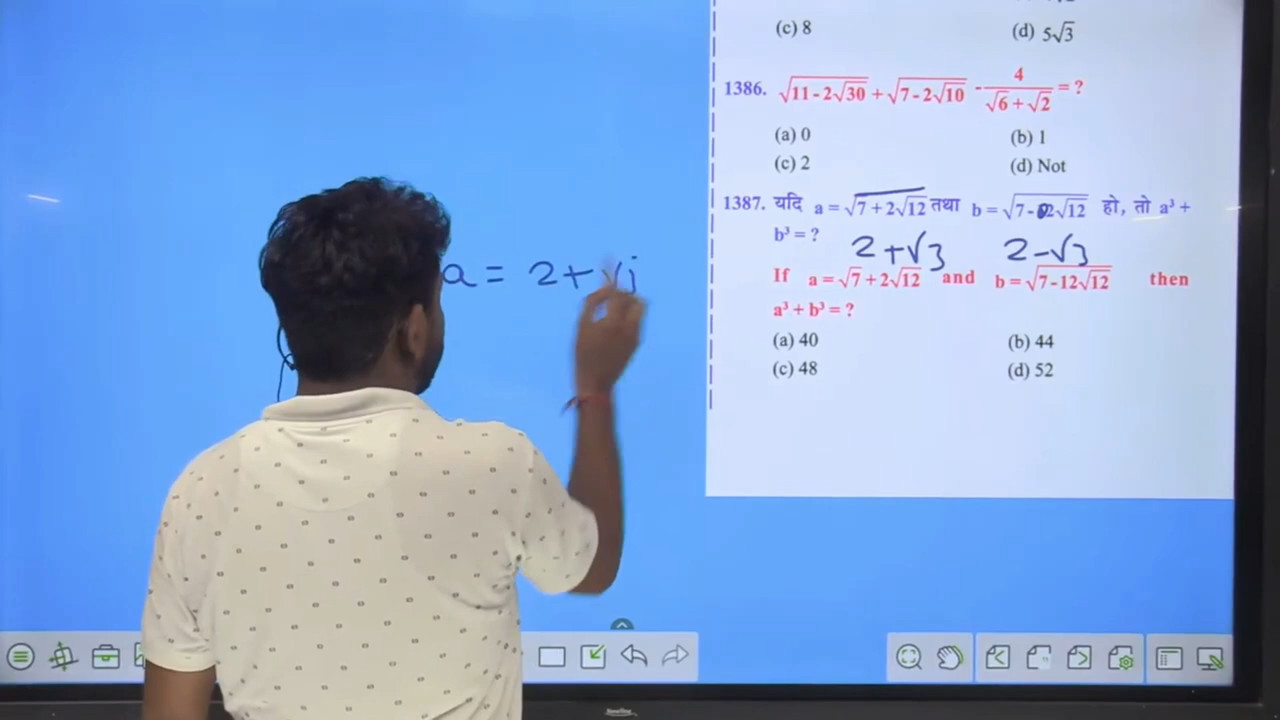 (c) 8 (d) 5√3
1386. √(11-2√30) + √(7-2√10) - 4/(√6+√2) = ?
(a) 0 (b) 1
(c) 2 (d) Not
1387. यदि a = √(7+2√12) तथा b = √(7-2√12) हो, तो a³ +
b³ = ?
2+√3 2-√3
If a = √7+2√12 and b = √(7-12√12) then
a³ + b³ = ?
(a) 40 (b) 44
(c) 48 (d) 52
a = 2+√